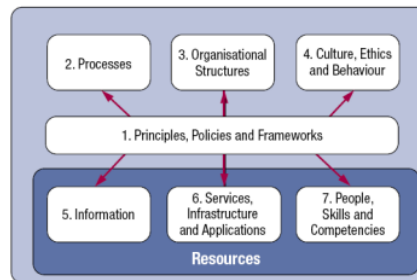 2. Processes
3. Organisational
Structures
4. Culture, Ethics
and Behaviour
1. Principles, Policies and Frameworks
5. Information
6. Services,
Infrastructure
and Applications
7. People,
Skills and
Competencies
Resources